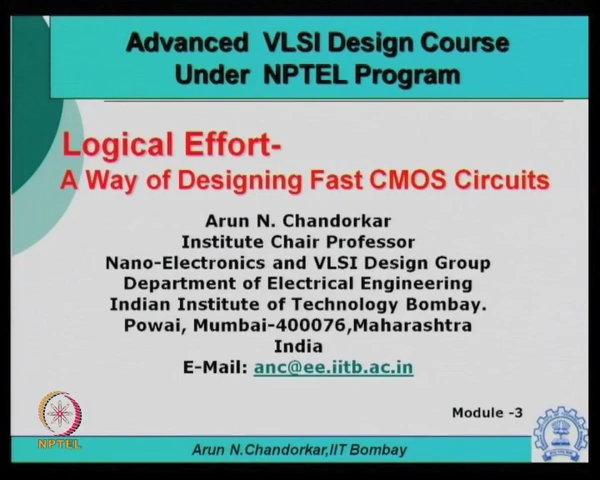 Advanced VLSI Design Course
Under NPTEL Program
Logical Effort-
A Way of Designing Fast CMOS Circuits
Arun N. Chandorkar
Institute Chair Professor
Nano-Electronics and VLSI Design Group
Department of Electrical Engineering
Indian Institute of Technology Bombay.
Powai, Mumbai-400076,Maharashtra
India
E-Mail: anc@ee.iitb.ac.in
Module -3
NPTEL
Arun N.Chandorkar,IIT Bombay